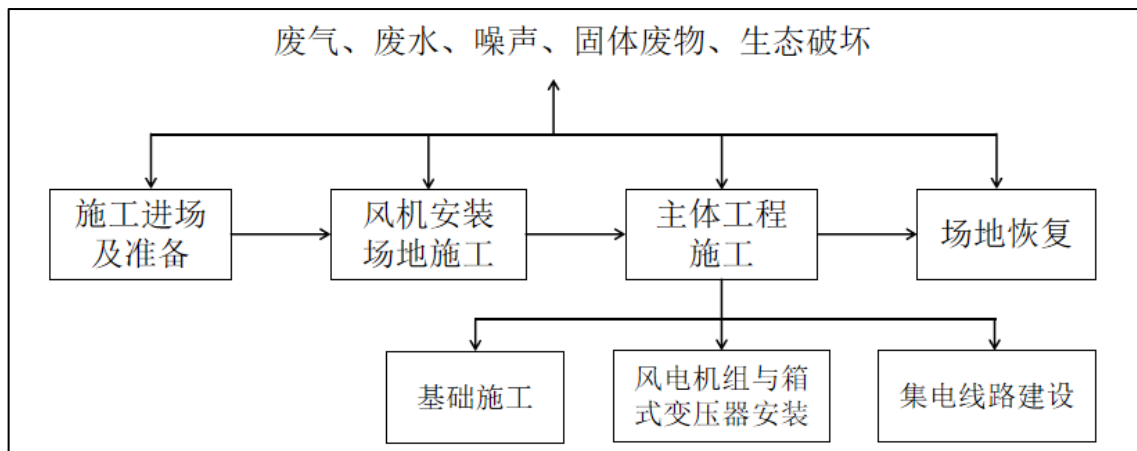 废气、废水、噪声、固体废物、生态破坏
施工进场
及准备
风机安装
场地施工
主体工程
施工
场地恢复
基础施工
风电机组与箱
式变压器安装
集电线路建设